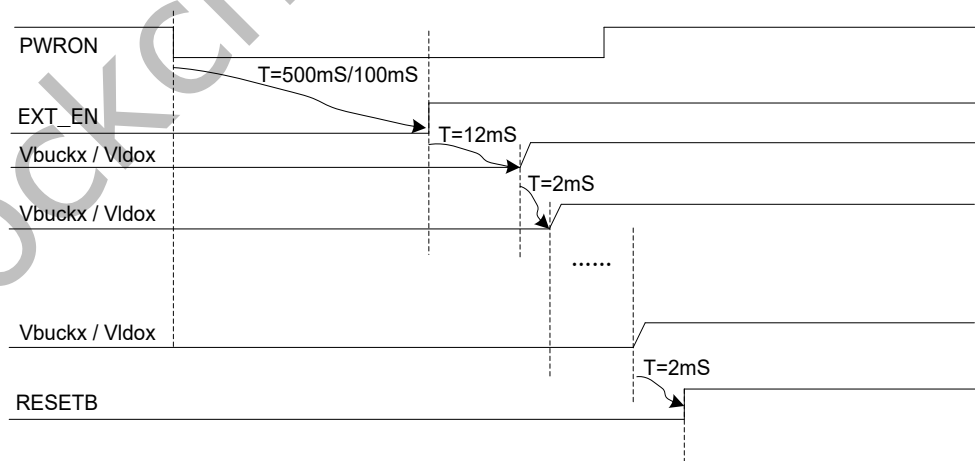 PWRON
T=500mS/100mS
EXT_EN
T=12mS
Vbuckx / Vldox
T=2mS
Vbuckx / Vldox
......
Vbuckx / Vldox
T=2mS
RESETB